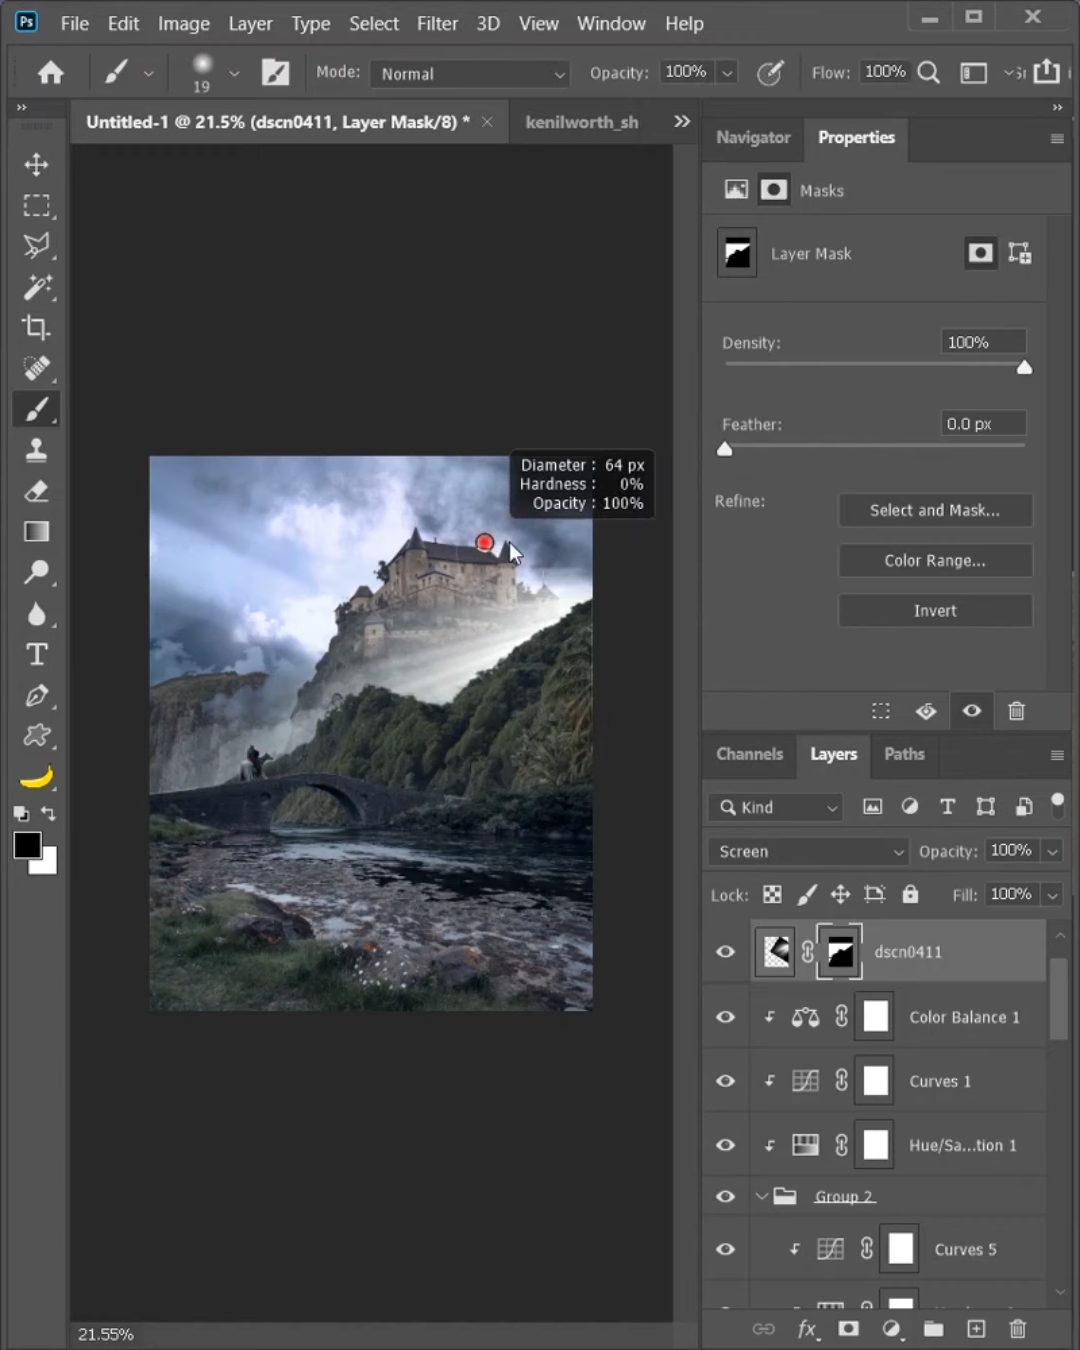 Ps File Edit Image Layer Type Select Filter 3D View Window Help
19 Mode: Normal Opacity: 100% Flow: 100%
Untitled-1 @ 21.5% (dscn0411, Layer Mask/8) * × kenilworth_sh
Navigator Properties
Masks
Layer Mask
Density: 100%
Feather: 0.0 px
Diameter : 64 px
Hardness : 0%
Opacity : 100%
Refine: Select and Mask...
Color Range...
Invert
Channels Layers Paths
Kind
Screen Opacity: 100%
Lock: Fill: 100%
dscn0411
Color Balance 1
Curves 1
Hue/Sa...tion 1
Group 2
Curves 5
21.55%